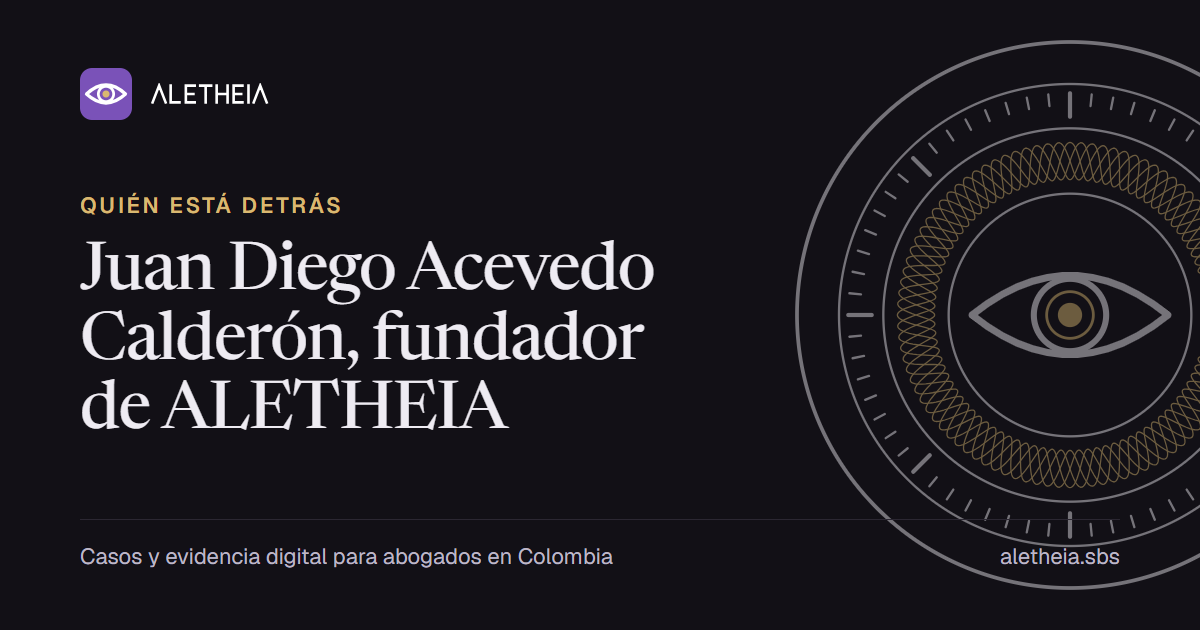 ALETHEIA
QUIÉN ESTÁ DETRÁS
Juan Diego Acevedo
Calderón, fundador
de ALETHEIA
Casos y evidencia digital para abogados en Colombia
aletheia.sbs